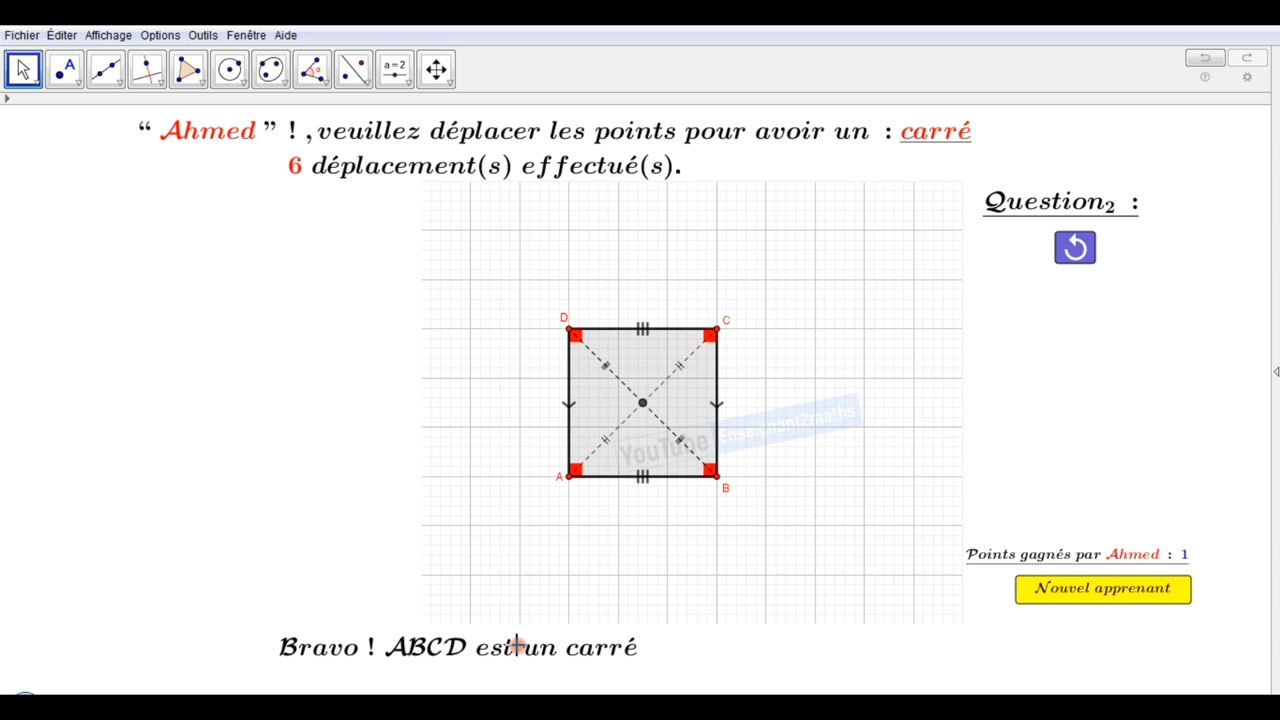 Fichier Éditer Affichage Options Outils Fenêtre Aide
A α a = 2
“ Ahmed ” ! , veuillez déplacer les points pour avoir un : carré
6 déplacement(s) effectué(s).
Question2 :
D C
YouTube Enseignant2maths
A B
Points gagnés par Ahmed : 1
Nouvel apprenant
Bravo ! ABCD est un carré